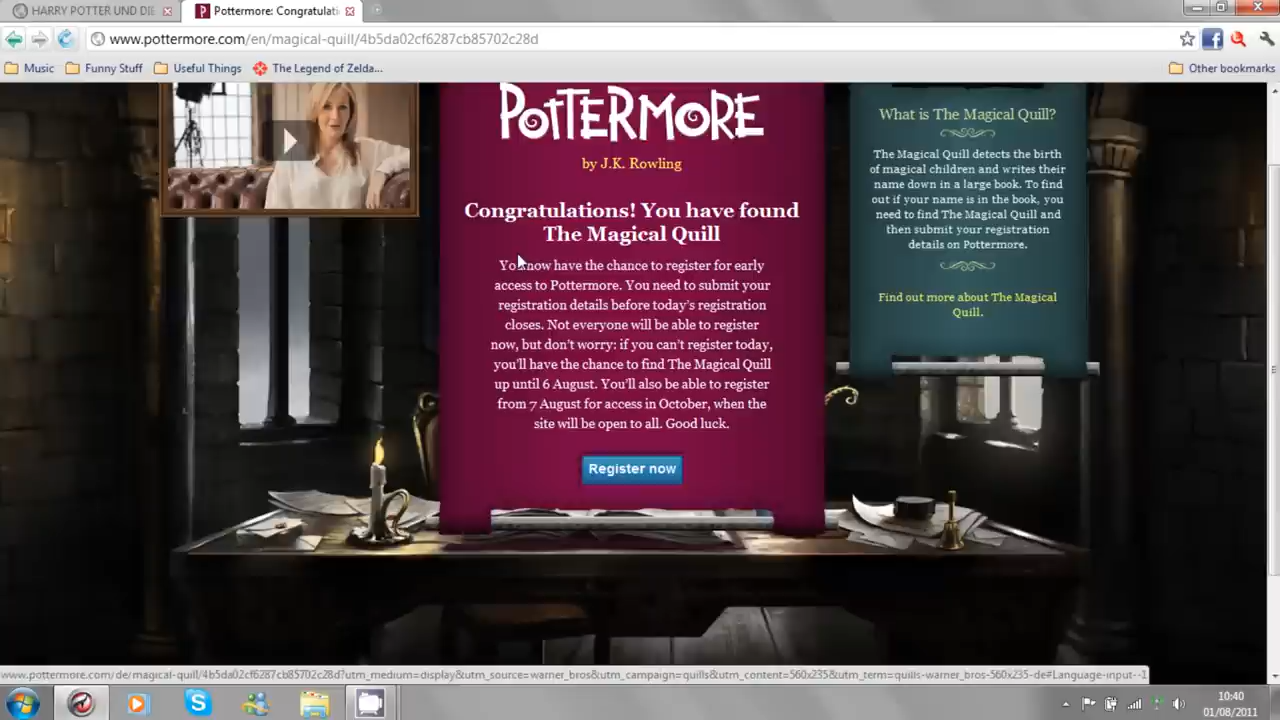 HARRY POTTER UND DIE
Pottermore: Congratulati
www.pottermore.com/en/magical-quill/4b5da02cf6287cb85702c28d
Music
Funny Stuff
Useful Things
The Legend of Zelda...
Other bookmarks
POTTERMORE
by J.K. Rowling
Congratulations! You have found
The Magical Quill
You now have the chance to register for early
access to Pottermore. You need to submit your
registration details before today's registration
closes. Not everyone will be able to register
now, but don't worry: if you can't register today,
you'll have the chance to find The Magical Quill
up until 6 August. You'll also be able to register
from 7 August for access in October, when the
site will be open to all. Good luck.
Register now
What is The Magical Quill?
The Magical Quill detects the birth
of magical children and writes their
name down in a large book. To find
out if your name is in the book, you
need to find The Magical Quill and
then submit your registration
details on Pottermore.
Find out more about The Magical
Quill.
www.pottermore.com/de/magical-quill/4b5da02cf6287cb85702c28d?utm_medium=display&utm_source=warner_bros&utm_campaign=quills&utm_content=560x235&utm_term=quills-warner_bros-560x235-de#Language-input--1
10:40
01/08/2011